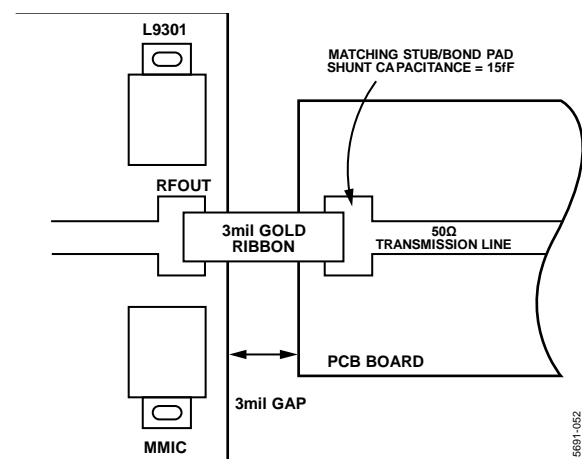 L9301
MATCHING STUB/BOND PAD
SHUNT CAPACITANCE = 15fF
RFOUT
3mil GOLD
RIBBON
50Ω
TRANSMISSION LINE
PCB BOARD
3mil GAP
MMIC
5691-052